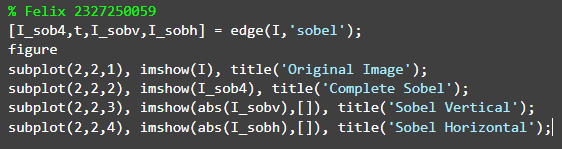 % Felix 2327250059
[I_sob4,t,I_sobv,I_sobh] = edge(I,'sobel');
figure
subplot(2,2,1), imshow(I), title('Original Image');
subplot(2,2,2), imshow(I_sob4), title('Complete Sobel');
subplot(2,2,3), imshow(abs(I_sobv),[]), title('Sobel Vertical');
subplot(2,2,4), imshow(abs(I_sobh),[]), title('Sobel Horizontal');